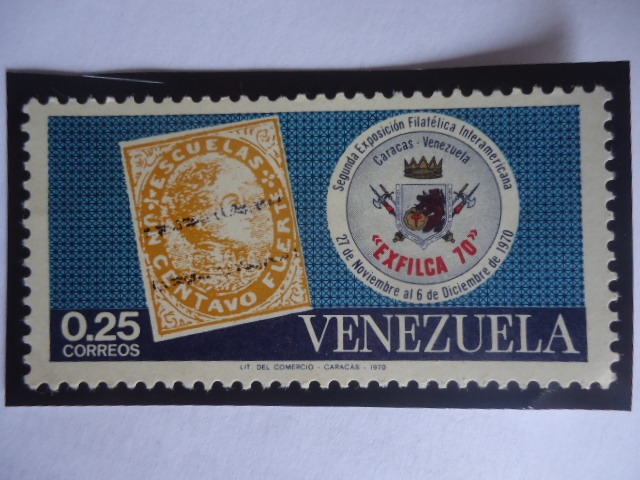 ESCUELAS
UN CENTAVO FUERTE
Segunda Exposición Filatélica Interamericana
Caracas - Venezuela
«EXFILCA 70»
27 de Noviembre al 6 de Diciembre de 1970
0.25
CORREOS
VENEZUELA
LIT. DEL COMERCIO - CARACAS - 1970